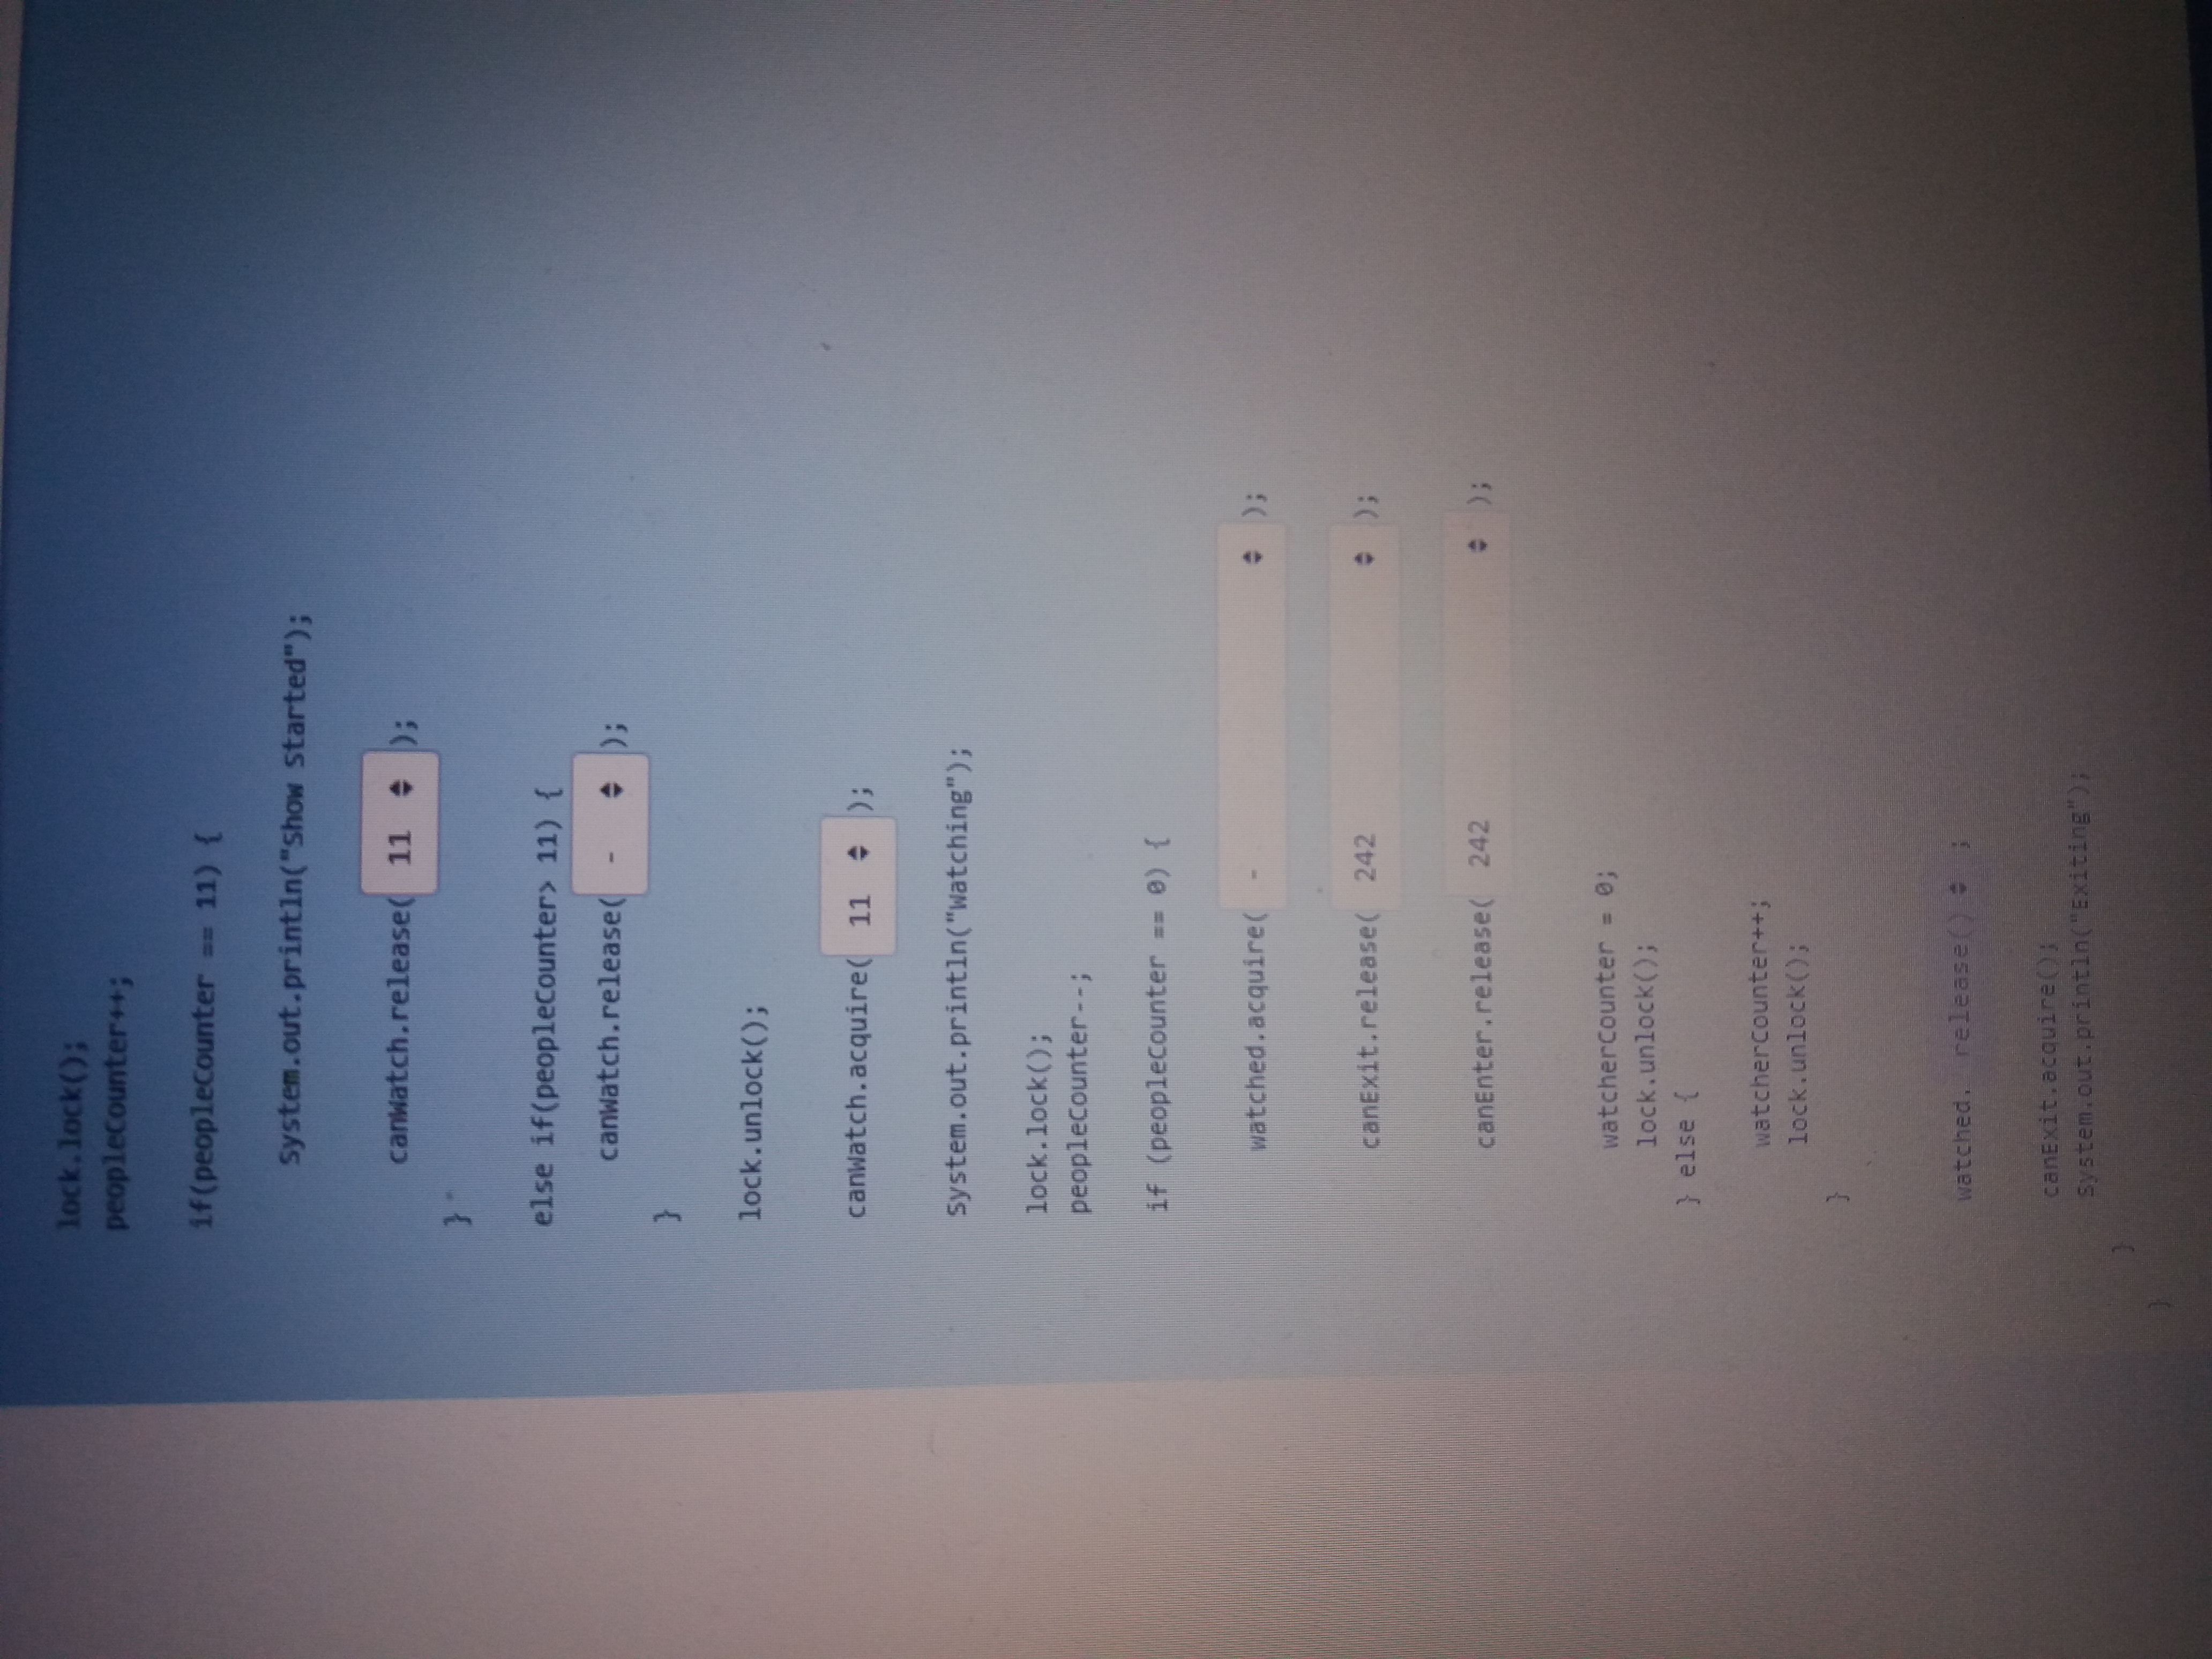 lock.lock();
peopleCounter++;
if(peopleCounter == 11) {
System.out.println("Show Started");
canWatch.release( 11 );
}
else if(peopleCounter> 11) {
canWatch.release( - );
}
lock.unlock();
canWatch.acquire( 11 );
System.out.println("Watching");
lock.lock();
peopleCounter--;
if (peopleCounter == 0) {
watched.acquire( - );
canExit.release( 242 );
canEnter.release( 242 );
watcherCounter = 0;
lock.unlock();
} else {
watcherCounter++;
lock.unlock();
}
watched. release() ;
canExit.acquire();
System.out.println("Exiting");
}
}